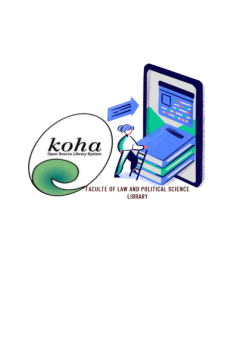 koha
Open Source Library System
FACULTE OF LAW AND POLITICAL SCIENCE
LIBRARY